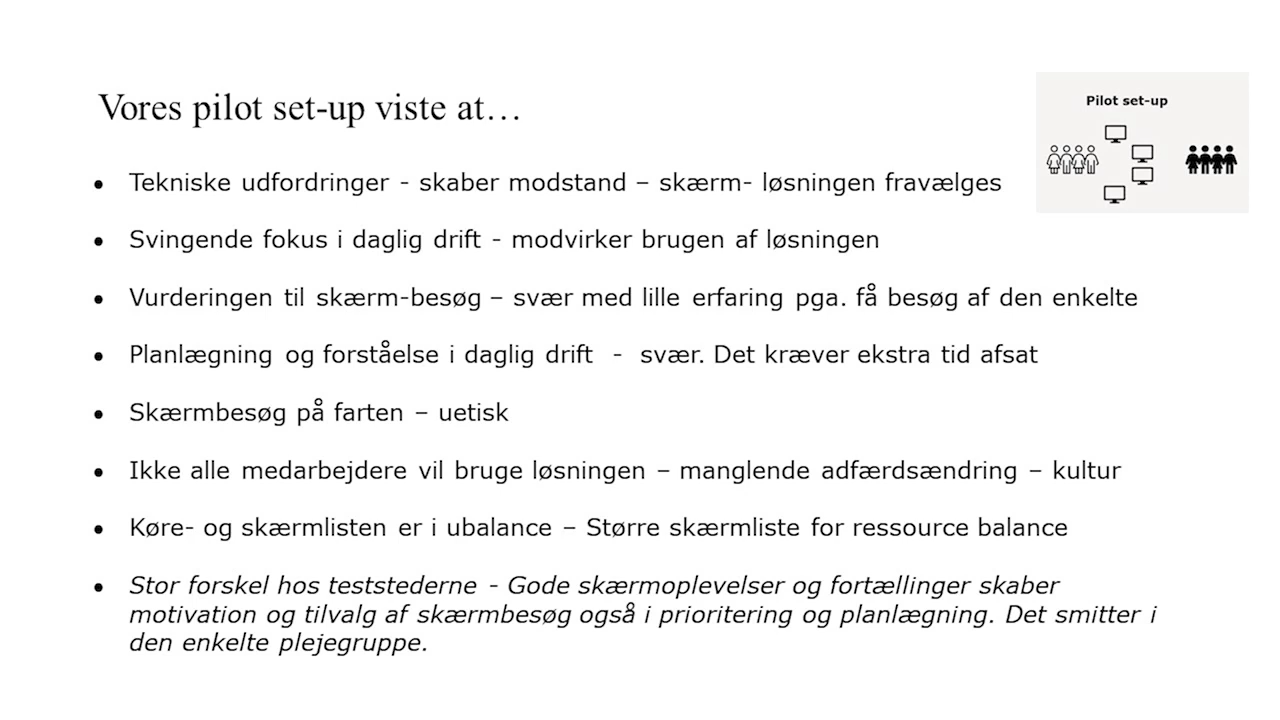 Vores pilot set-up viste at…
Pilot set-up
• Tekniske udfordringer - skaber modstand – skærm- løsningen fravælges
• Svingende fokus i daglig drift - modvirker brugen af løsningen
• Vurderingen til skærm-besøg – svær med lille erfaring pga. få besøg af den enkelte
• Planlægning og forståelse i daglig drift - svær. Det kræver ekstra tid afsat
• Skærmbesøg på farten – uetisk
• Ikke alle medarbejdere vil bruge løsningen – manglende adfærdsændring – kultur
• Køre- og skærmlisten er i ubalance – Større skærmliste for ressource balance
• Stor forskel hos teststederne - Gode skærmoplevelser og fortællinger skaber
motivation og tilvalg af skærmbesøg også i prioritering og planlægning. Det smitter i
den enkelte plejegruppe.